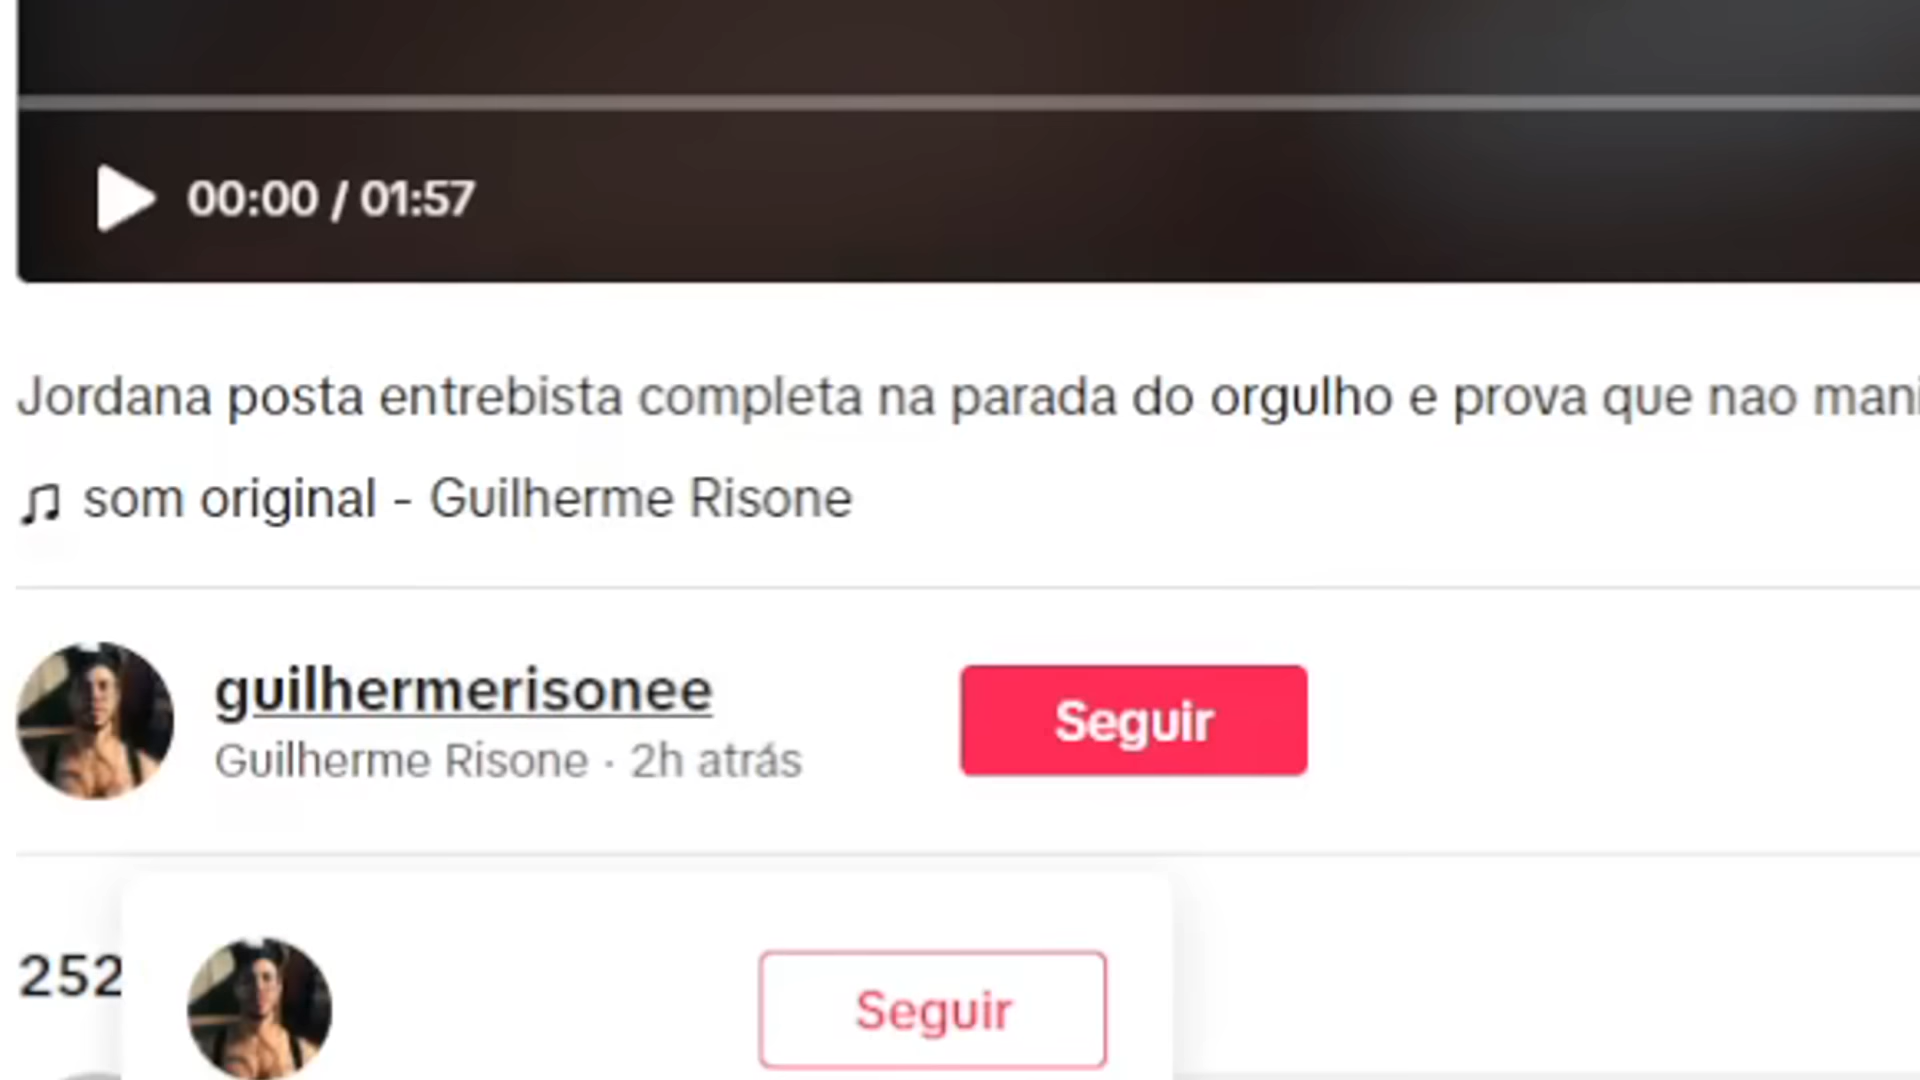 00:00 / 01:57
Jordana posta entrebista completa na parada do orgulho e prova que nao mani
som original - Guilherme Risone
guilhermerisonee
Guilherme Risone · 2h atrás
Seguir
252
Seguir